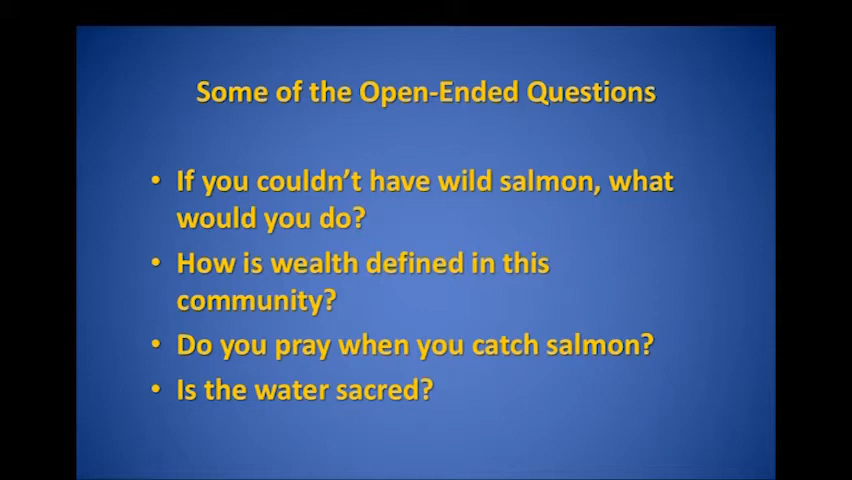 Some of the Open-Ended Questions
• If you couldn’t have wild salmon, what
would you do?
• How is wealth defined in this
community?
• Do you pray when you catch salmon?
• Is the water sacred?